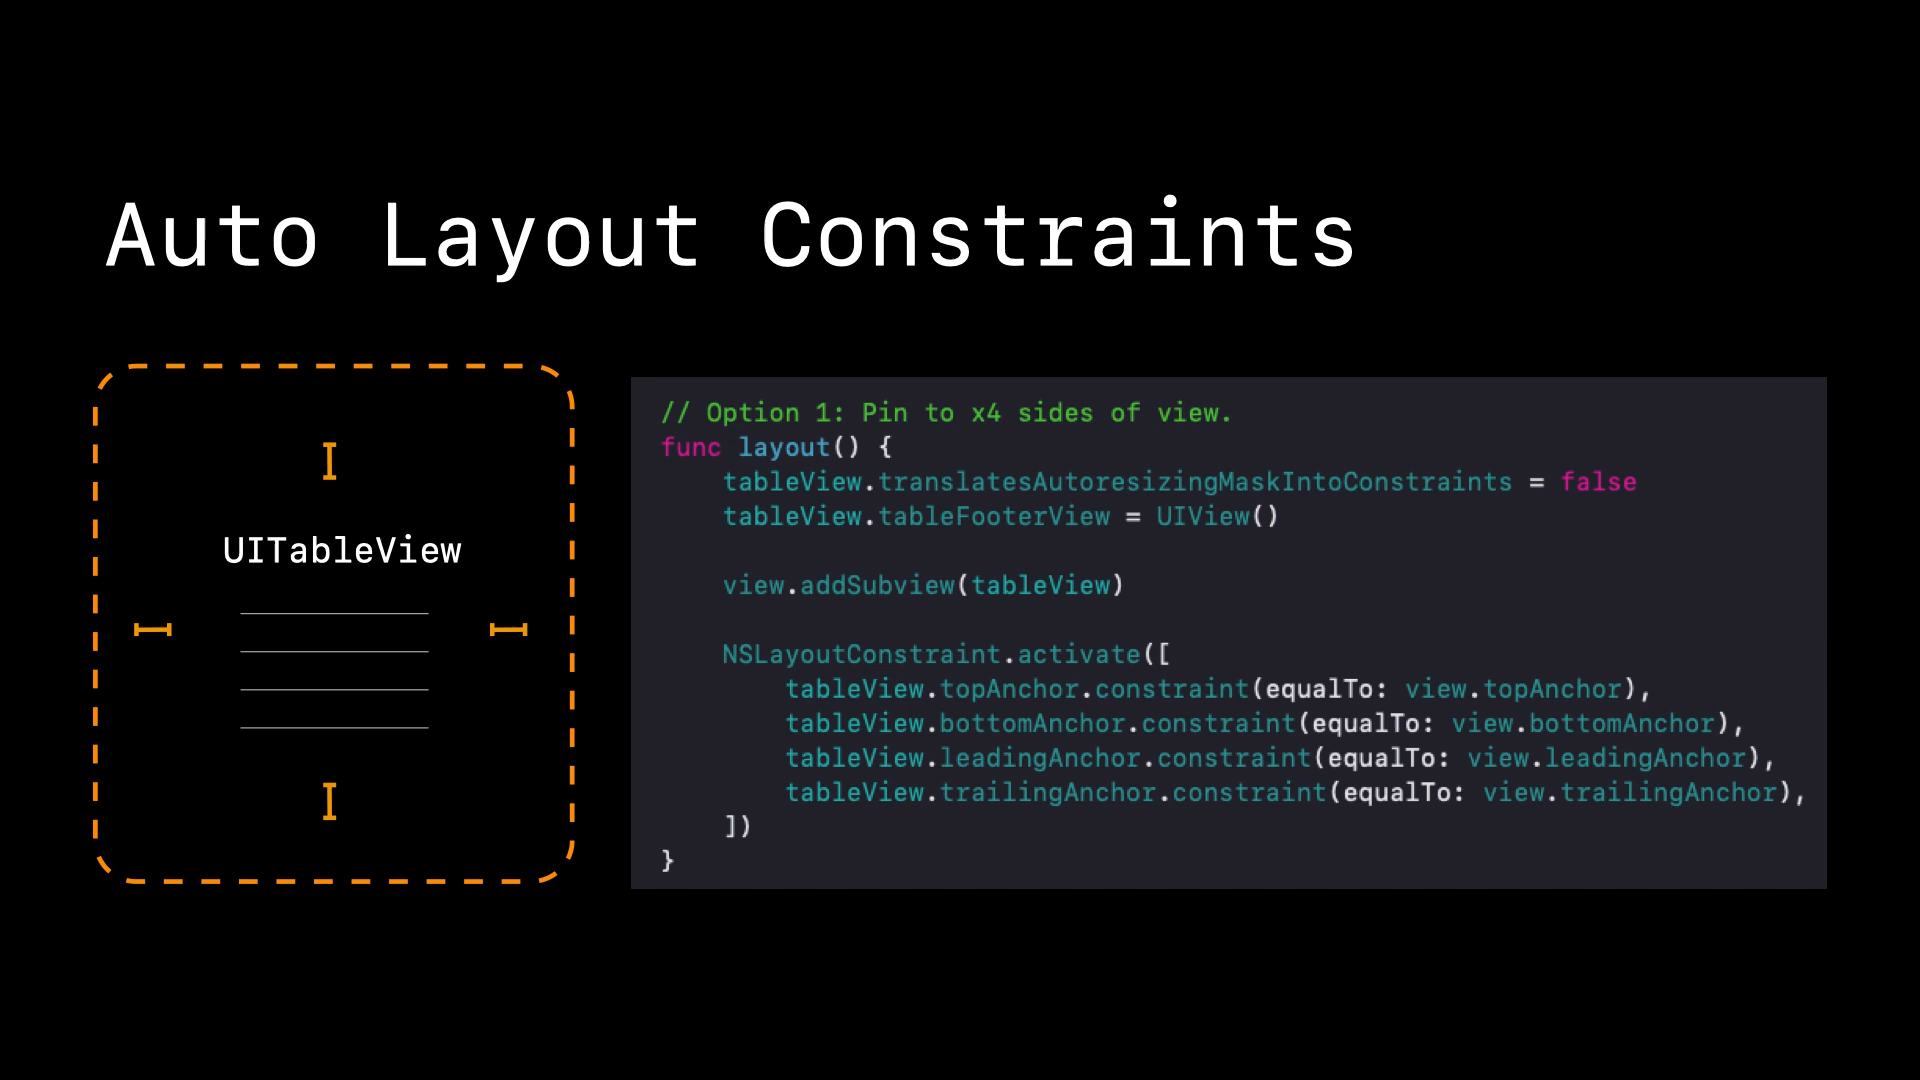 Auto Layout Constraints
UITableView
// Option 1: Pin to x4 sides of view.
func layout() {
    tableView.translatesAutoresizingMaskIntoConstraints = false
    tableView.tableFooterView = UIView()

    view.addSubview(tableView)

    NSLayoutConstraint.activate([
        tableView.topAnchor.constraint(equalTo: view.topAnchor),
        tableView.bottomAnchor.constraint(equalTo: view.bottomAnchor),
        tableView.leadingAnchor.constraint(equalTo: view.leadingAnchor),
        tableView.trailingAnchor.constraint(equalTo: view.trailingAnchor),
    ])
}